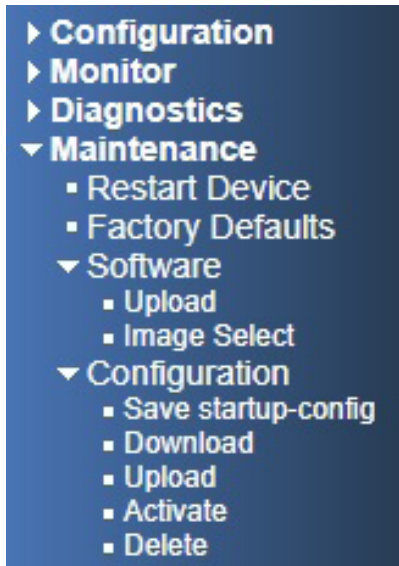 Configuration
Monitor
Diagnostics
Maintenance
Restart Device
Factory Defaults
Software
Upload
Image Select
Configuration
Save startup-config
Download
Upload
Activate
Delete